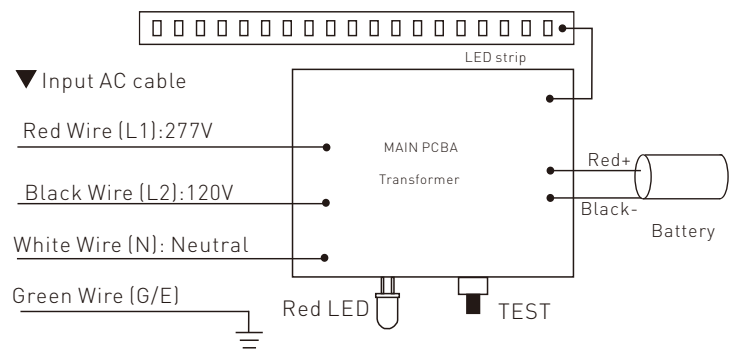 LED strip
▼ Input AC cable
Red Wire (L1):277V
MAIN PCBA
Red+
Transformer
Black Wire (L2):120V
Black-
Battery
White Wire (N): Neutral
Green Wire (G/E)
Red LED
TEST